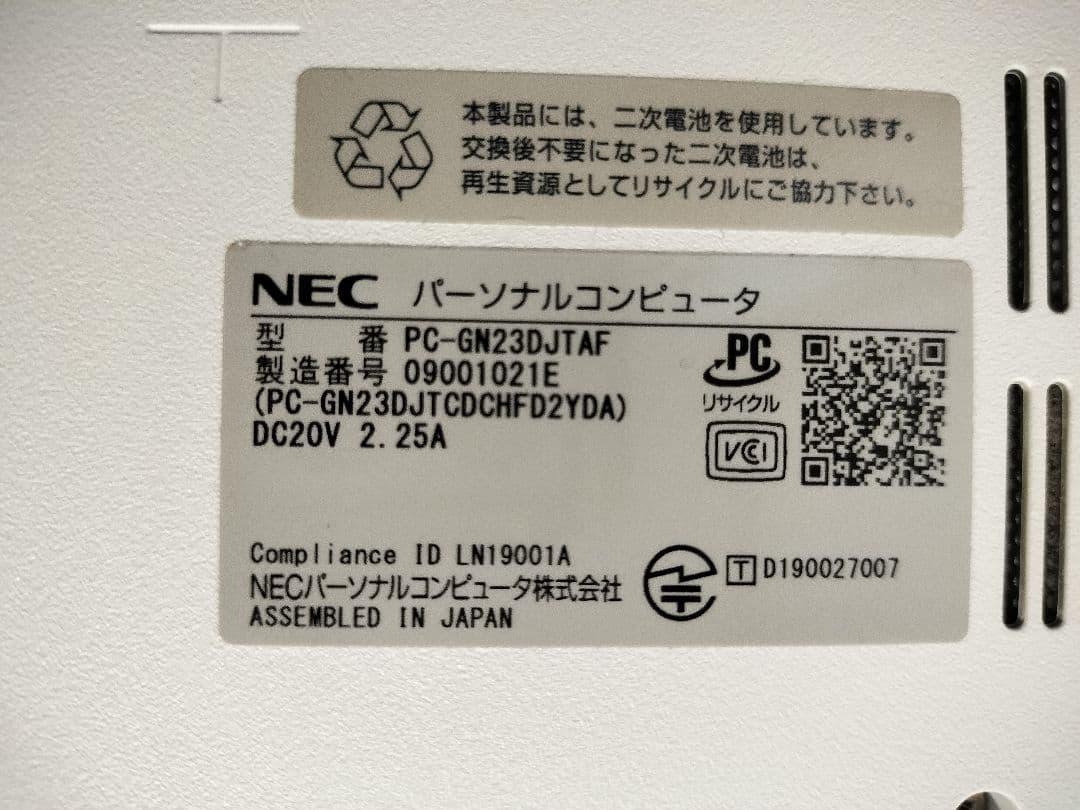 本製品には、二次電池を使用しています。
交換後不要になった二次電池は、
再生資源としてリサイクルにご協力下さい。
NEC パーソナルコンピュータ
型 番 PC-GN23DJTAF
製造番号 09001021E
(PC-GN23DJTCDCHFD2YDA)
DC20V 2.25A
PC
リサイクル
VCI
Compliance ID LN19001A
NECパーソナルコンピュータ株式会社
ASSEMBLED IN JAPAN
T D190027007